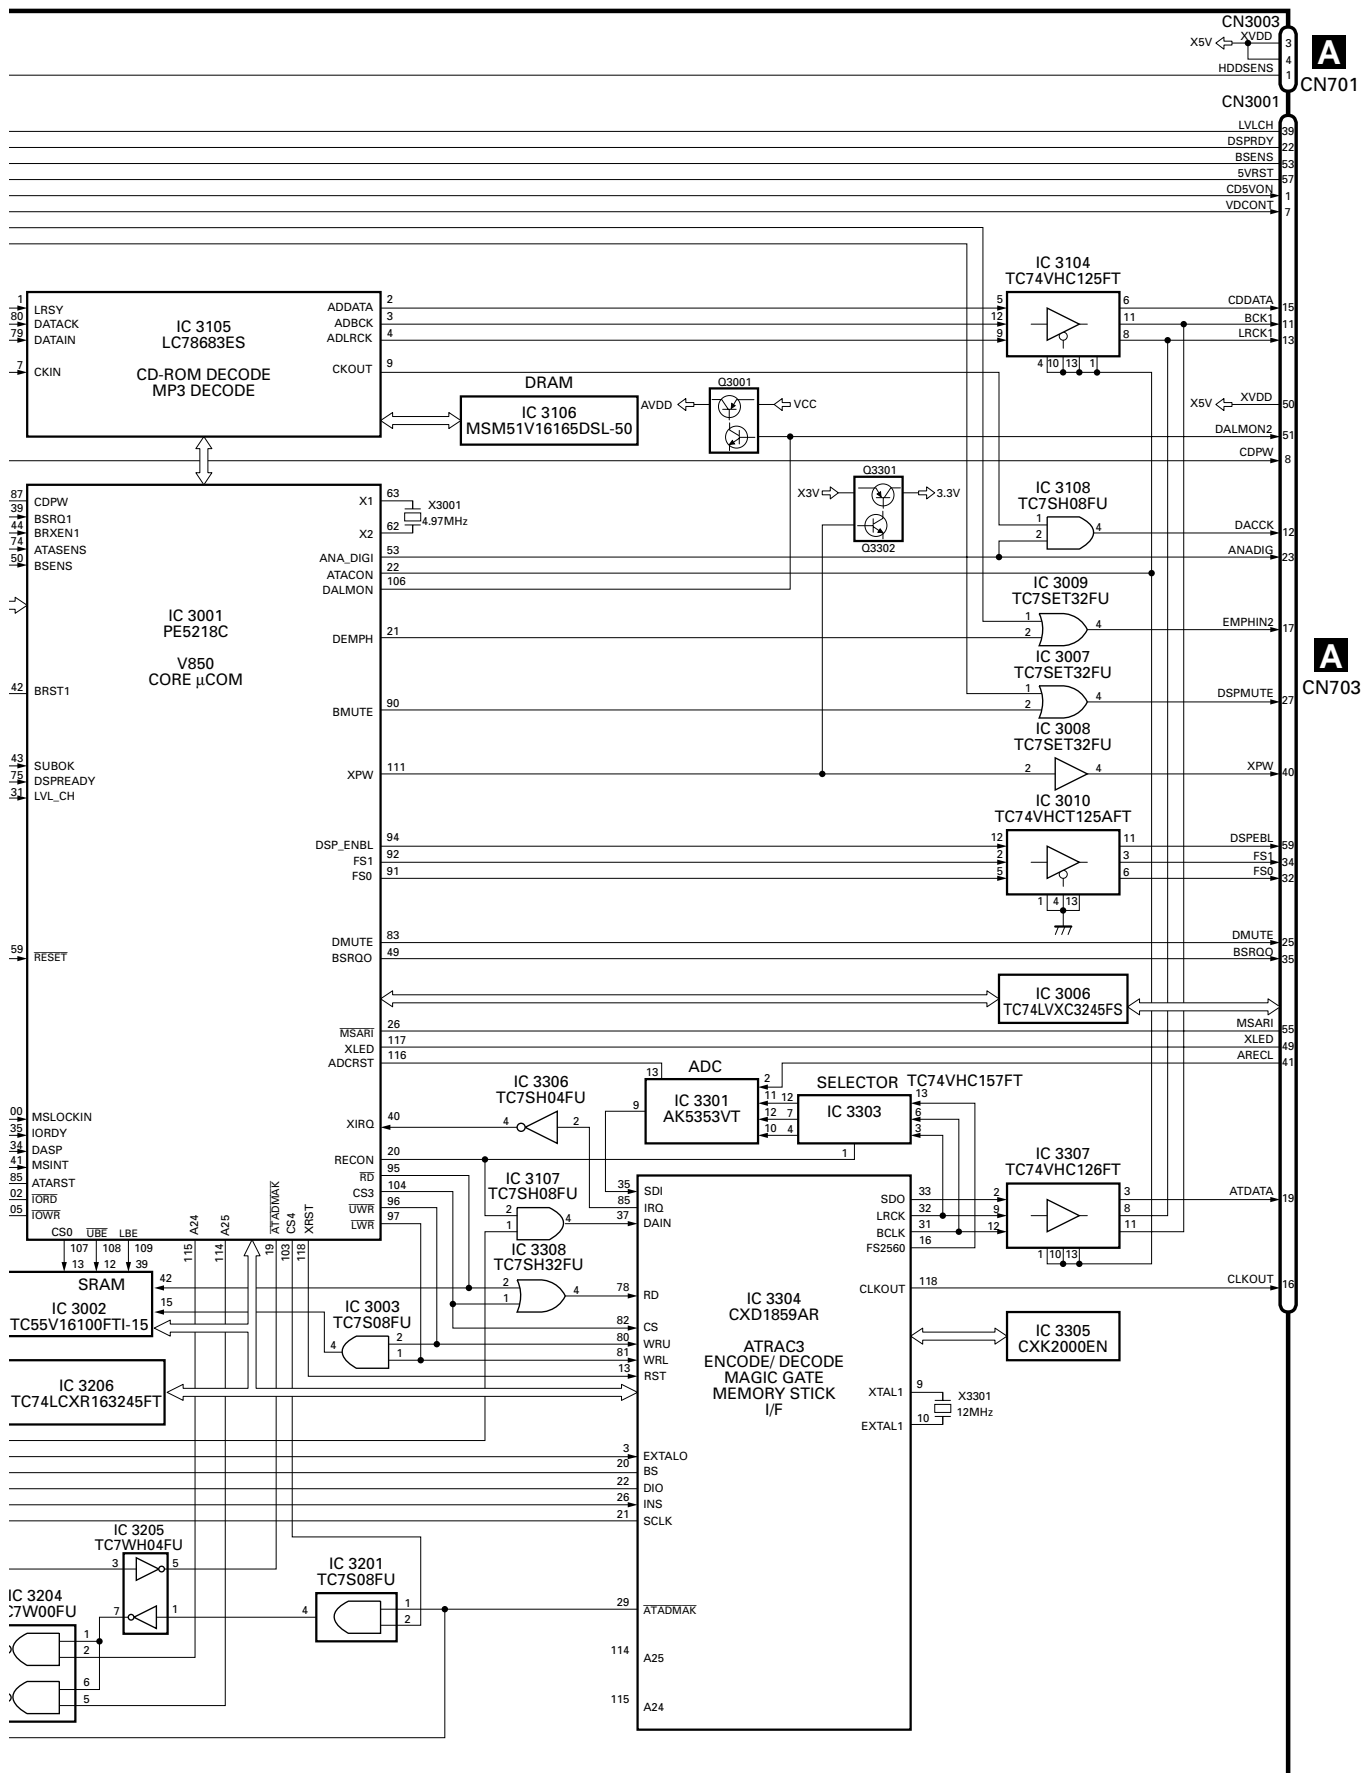 CN3003
X5V XVDD 3
4
HDDSENS 1
A
CN701
CN3001
LVLCH 39
DSPRDY 22
BSENS 53
5VRST 57
CD5VON 1
VDCONT 7
IC 3104
TC74VHC125FT
5 6 CDDATA 15
12 11 BCK1 11
9 8 LRCK1 13
4 10 13 1
1 LRSY
80 DATACK
79 DATAIN
7 CKIN
IC 3105
LC78683ES
CD-ROM DECODE
MP3 DECODE
ADDATA 2
ADBCK 3
ADLRCK 4
CKOUT 9
DRAM
IC 3106
MSM51V16165DSL-50
Q3001
AVDD VCC
X5V XVDD 50
DALMON2 51
CDPW 8
Q3301
X3V 3.3V
Q3302
IC 3108
TC7SH08FU
1
2 4
DACCK 12
ANADIG 23
87 CDPW
39 BSRQ1
44 BRXEN1
74 ATASENS
50 BSENS
X1 63
X2 62
X3001
4.97MHz
ANA_DIGI 53
ATACON 22
DALMON 106
IC 3001
PE5218C
V850
CORE µCOM
DEMPH 21
IC 3009
TC7SET32FU
1
2 4
EMPHIN2 17
A
CN703
42 BRST1
BMUTE 90
IC 3007
TC7SET32FU
1
2 4
DSPMUTE 27
43 SUBOK
75 DSPREADY
31 LVL_CH
XPW 111
IC 3008
TC7SET32FU
2 4
XPW 40
IC 3010
TC74VHCT125AFT
DSP_ENBL 94
FS1 92
FS0 91
12 11 DSPEBL 59
2 3 FS1 34
5 6 FS0 32
1 4 13
59 RESET
DMUTE 83
BSRQO 49
DMUTE 25
BSRQO 35
IC 3006
TC74LVXC3245FS
MSARI 26
XLED 117
ADCRST 116
MSARI 55
XLED 49
ARECL 41
ADC
IC 3301
AK5353VT
13
9
2
11 12
12 7
10 4
SELECTOR
TC74VHC157FT
IC 3303
13
6
3
1
IC 3306
TC7SH04FU
4 2
00 MSLOCKIN
35 IORDY
34 DASP
41 MSINT
85 ATARST
02 IORD
05 IOWR
XIRQ 40
RECON 20
RD 95
CS3 104
UWR 96
LWR 97
CS0 UBE LBE A24 A25 ATADMAK CS4 XRST
107 108 109 115 114 19 103 118
13 12 39
SRAM
IC 3002
TC55V16100FTI-15
42
15
IC 3107
TC7SH08FU
2
1 4
IC 3308
TC7SH32FU
2
1 4
IC 3003
TC7S08FU
4 2
1
IC 3206
TC74LCXR163245FT
35 SDI
85 IRQ
37 DAIN
78 RD
82 CS
80 WRU
81 WRL
13 RST
SDO 33
LRCK 32
BCLK 31
FS2560 16
CLKOUT 118
IC 3304
CXD1859AR
ATRAC3
ENCODE/ DECODE
MAGIC GATE
MEMORY STICK
I/F
IC 3307
TC74VHC126FT
2 3 ATDATA 19
9 8
12 11
1 10 13
CLKOUT 16
IC 3305
CXK2000EN
XTAL1 9
EXTAL1 10
X3301
12MHz
3 EXTALO
20 BS
22 DIO
26 INS
21 SCLK
IC 3205
TC7WH04FU
3 5
7 1
IC 3201
TC7S08FU
4 1
2
29 ATADMAK
IC 3204
C7W00FU
1
2
6
5
114 A25
115 A24